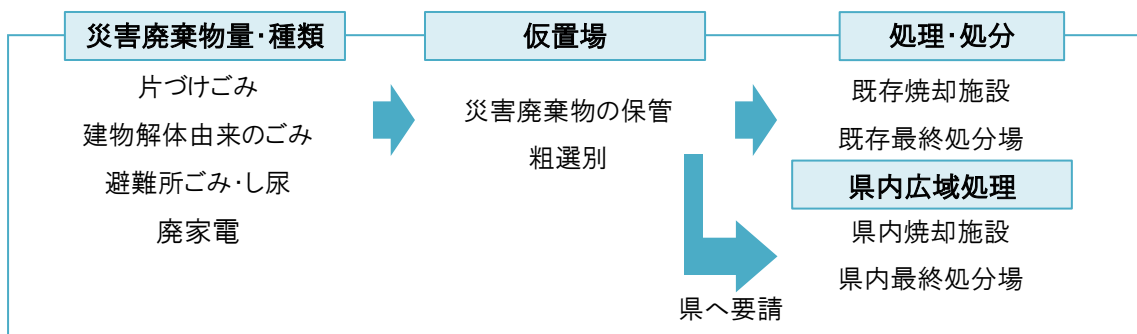 災害廃棄物量･種類
片づけごみ
建物解体由来のごみ
避難所ごみ･し尿
廃家電
仮置場
災害廃棄物の保管
粗選別
県へ要請
処理･処分
既存焼却施設
既存最終処分場
県内広域処理
県内焼却施設
県内最終処分場